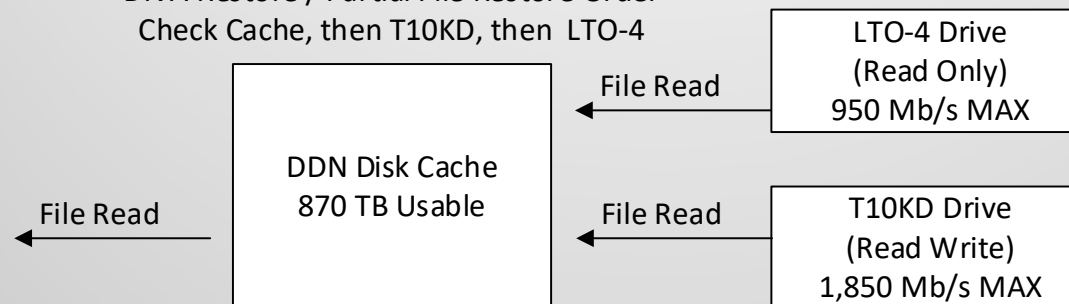 Check Cache, then T10KD, then LTO-4
LTO-4 Drive
(Read Only)
950 Mb/s MAX
File Read
DDN Disk Cache
870 TB Usable
File Read
File Read
T10KD Drive
(Read Write)
1,850 Mb/s MAX